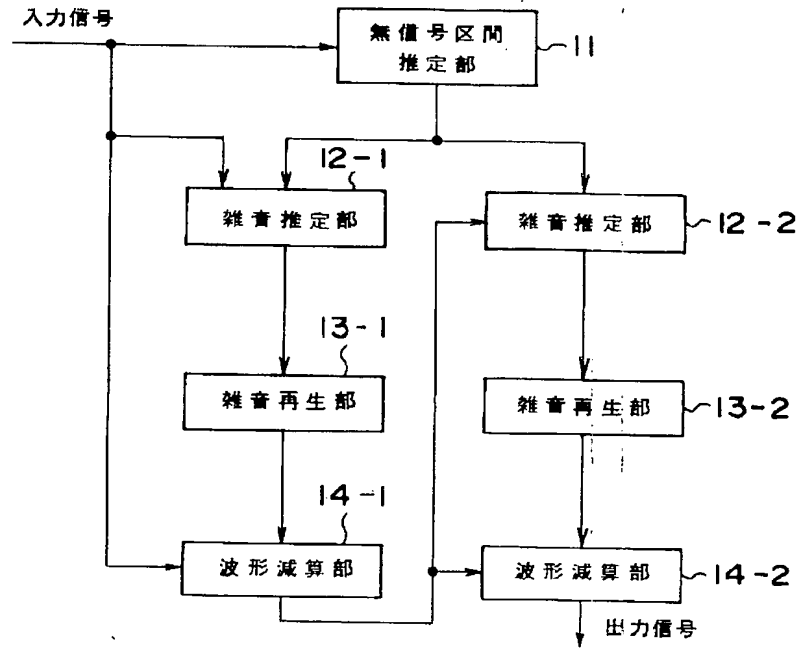 入力信号
無信号区間
推定部
11
12-1
雑音推定部
雑音推定部
12-2
13-1
雑音再生部
雑音再生部
13-2
14-1
波形減算部
波形減算部
14-2
出力信号